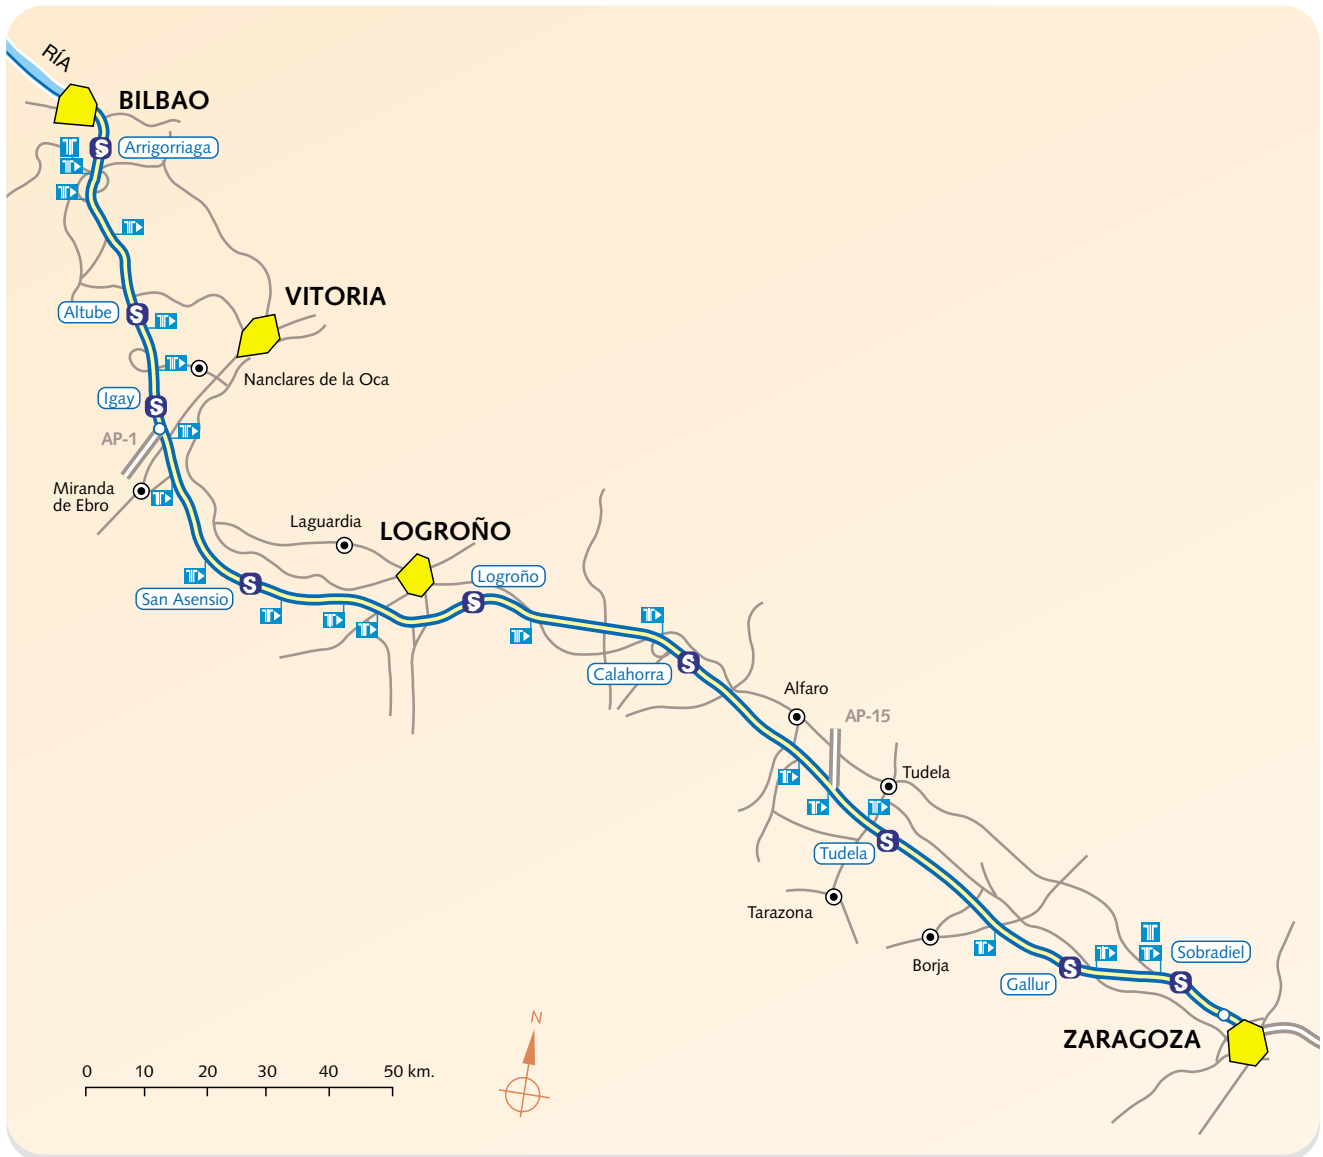 RÍA
BILBAO
S
Arrigorriaga
VITORIA
Altube
S
Nanclares de la Oca
Igay
S
AP-1
Miranda
de Ebro
Laguardia
LOGROÑO
San Asensio
S
Logroño
S
Calahorra
S
Alfaro
AP-15
Tudela
Tudela
S
Tarazona
Borja
Gallur
S
Sobradiel
S
ZARAGOZA
N
0 10 20 30 40 50 km.